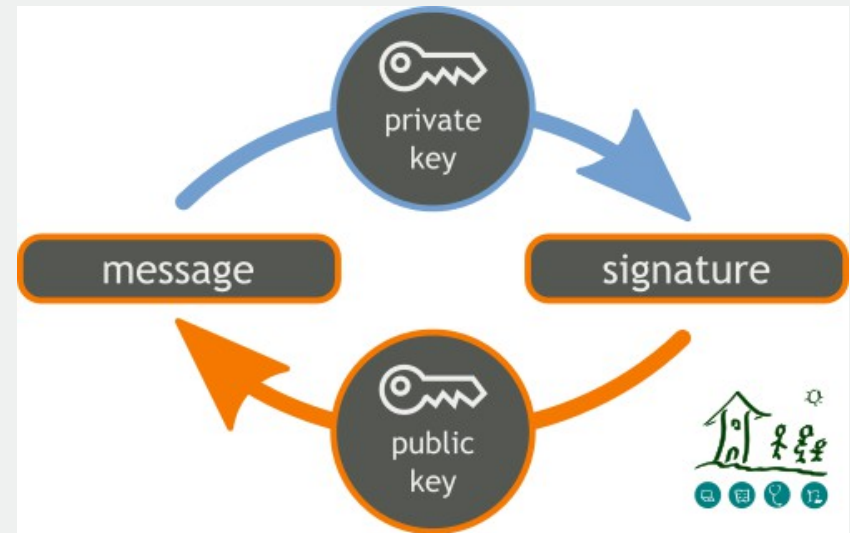 private
key
message
signature
public
key